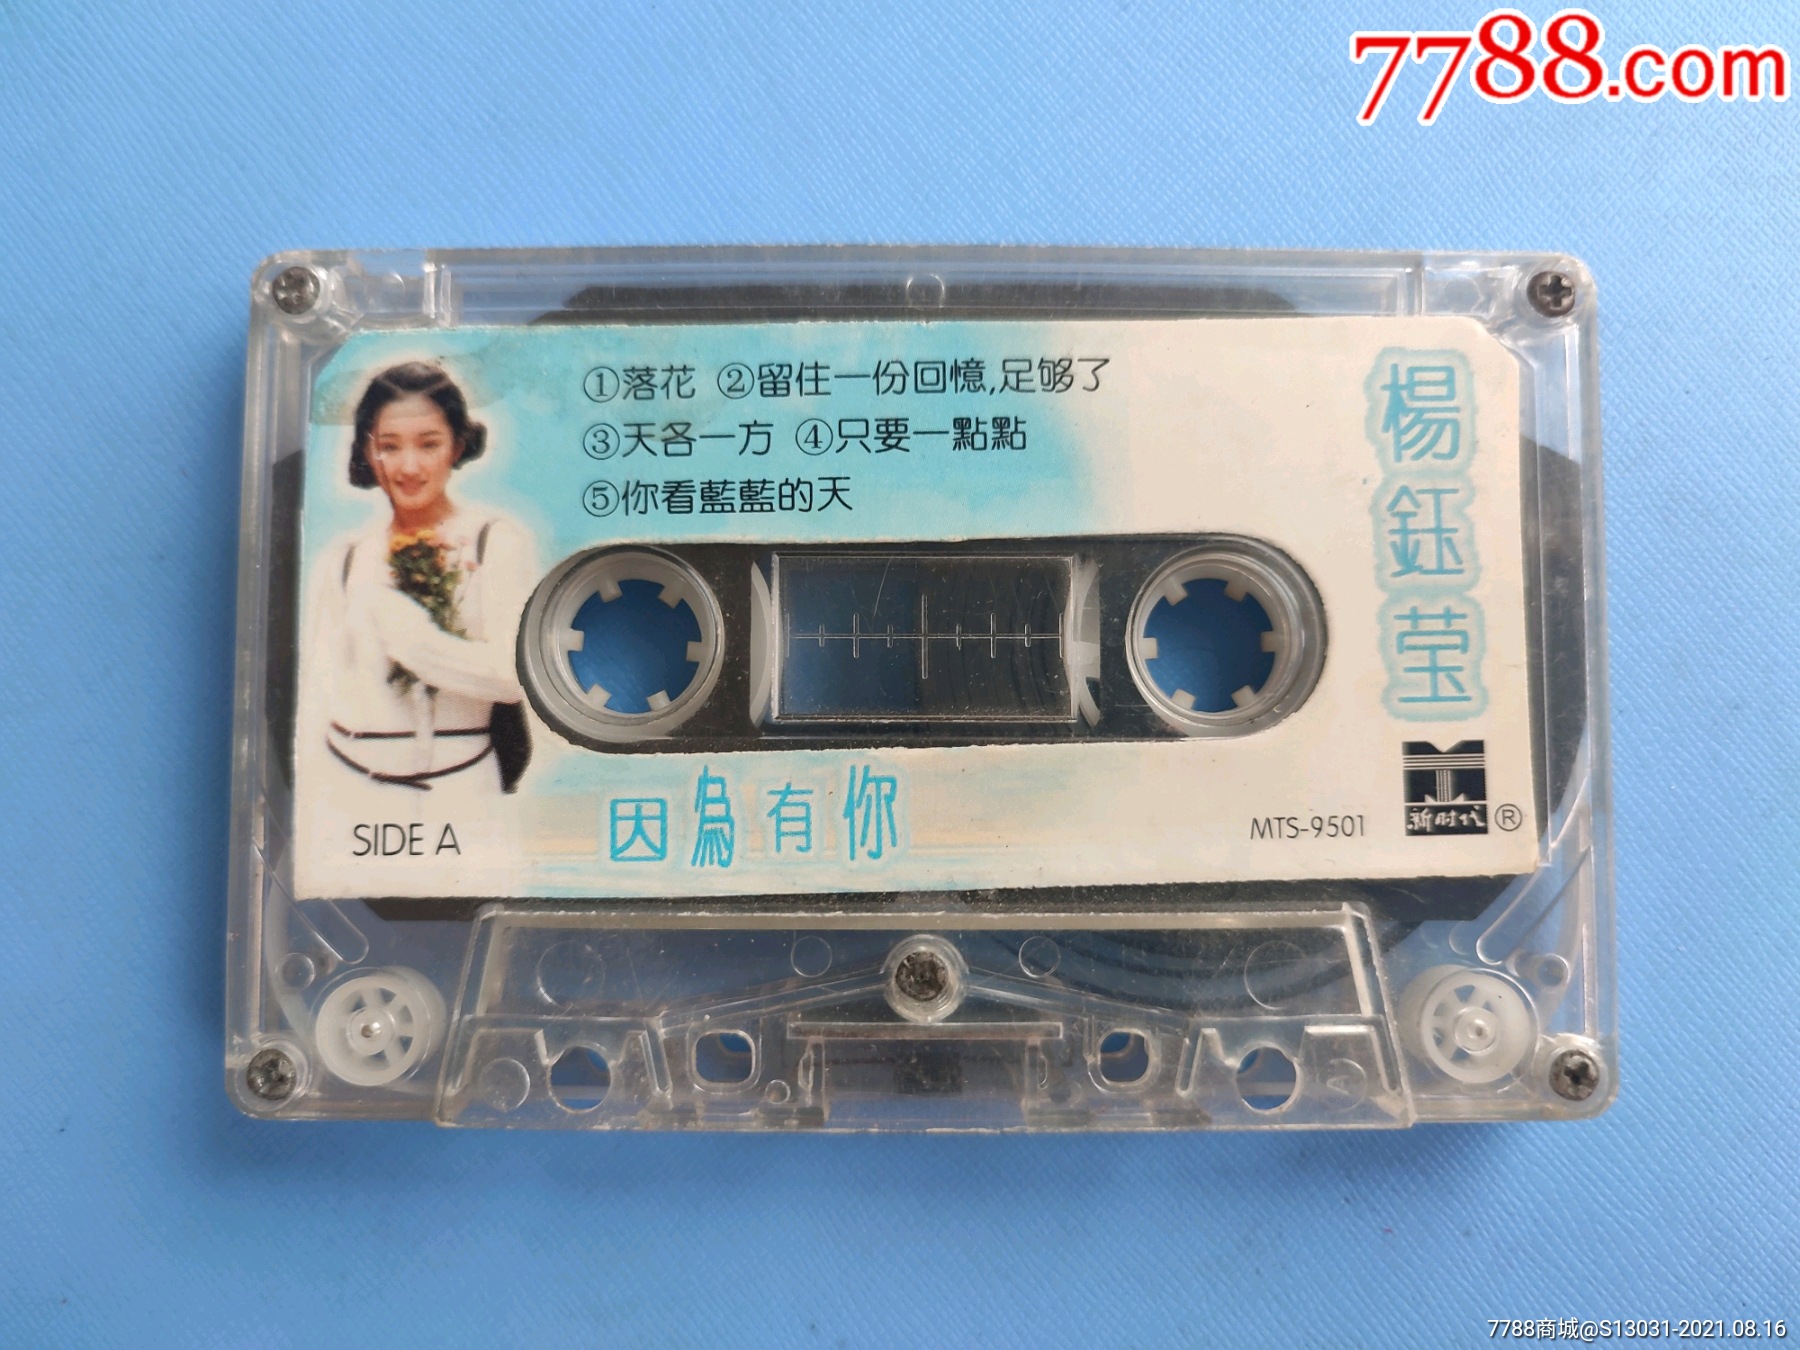 7788.com
①落花 ②留住一份回憶,足够了
③天各一方 ④只要一點點
⑤你看藍藍的天
楊鈺莹
SIDE A
因為有你
MTS-9501
新时代®
7788商城@S13031-2021.08.16